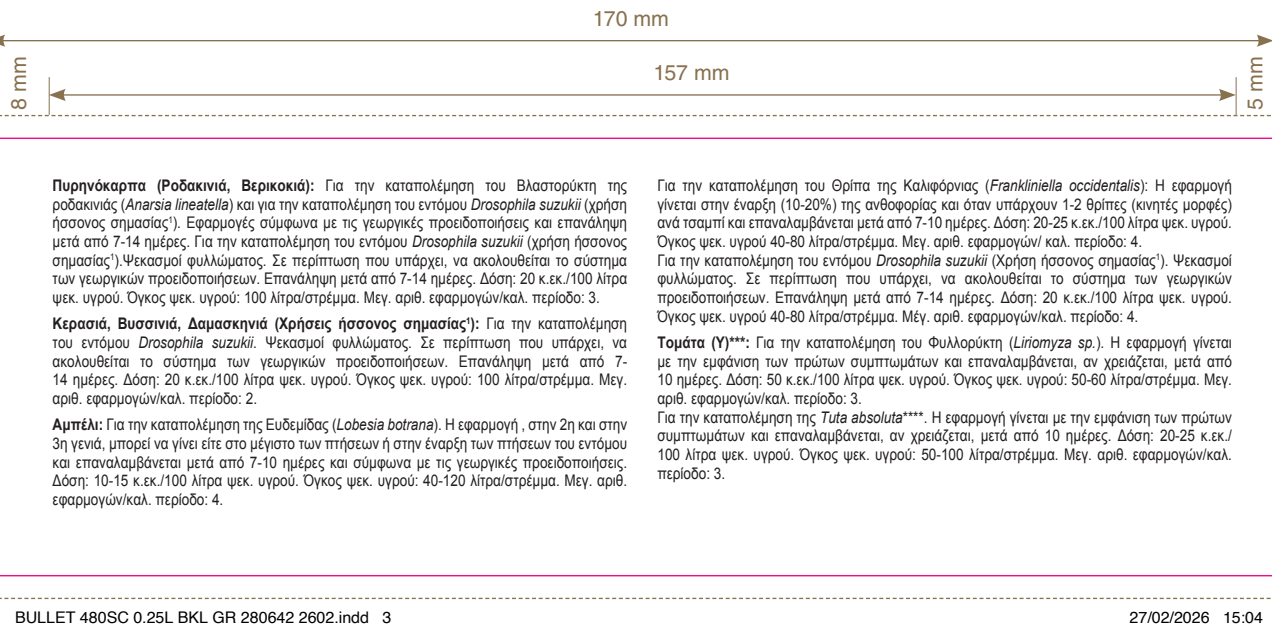 170 mm
8 mm
157 mm
5 mm
Πυρηνόκαρπα (Ροδακινιά, Βερικοκιά): Για την καταπολέμηση του Βλαστορύκτη της
ροδακινιάς (Anarsia lineatella) και για την καταπολέμηση του εντόμου Drosophila suzukii (χρήση
ήσσονος σημασίας¹). Εφαρμογές σύμφωνα με τις γεωργικές προειδοποιήσεις και επανάληψη
μετά από 7-14 ημέρες. Για την καταπολέμηση του εντόμου Drosophila suzukii (χρήση ήσσονος
σημασίας¹).Ψεκασμοί φυλλώματος. Σε περίπτωση που υπάρχει, να ακολουθείται το σύστημα
των γεωργικών προειδοποιήσεων. Επανάληψη μετά από 7-14 ημέρες. Δόση: 20 κ.εκ./100 λίτρα
ψεκ. υγρού. Όγκος ψεκ. υγρού: 100 λίτρα/στρέμμα. Μεγ. αριθ. εφαρμογών/καλ. περίοδο: 3.
Κερασιά, Βυσσινιά, Δαμασκηνιά (Χρήσεις ήσσονος σημασίας¹): Για την καταπολέμηση
του εντόμου Drosophila suzukii. Ψεκασμοί φυλλώματος. Σε περίπτωση που υπάρχει, να
ακολουθείται το σύστημα των γεωργικών προειδοποιήσεων. Επανάληψη μετά από 7-
14 ημέρες. Δόση: 20 κ.εκ./100 λίτρα ψεκ. υγρού. Όγκος ψεκ. υγρού: 100 λίτρα/στρέμμα. Μεγ.
αριθ. εφαρμογών/καλ. περίοδο: 2.
Αμπέλι: Για την καταπολέμηση της Ευδεμίδας (Lobesia botrana). Η εφαρμογή , στην 2η και στην
3η γενιά, μπορεί να γίνει είτε στο μέγιστο των πτήσεων ή στην έναρξη των πτήσεων του εντόμου
και επαναλαμβάνεται μετά από 7-10 ημέρες και σύμφωνα με τις γεωργικές προειδοποιήσεις.
Δόση: 10-15 κ.εκ./100 λίτρα ψεκ. υγρού. Όγκος ψεκ. υγρού: 40-120 λίτρα/στρέμμα. Μεγ. αριθ.
εφαρμογών/καλ. περίοδο: 4.
Για την καταπολέμηση του Θρίπα της Καλιφόρνιας (Frankliniella occidentalis): Η εφαρμογή
γίνεται στην έναρξη (10-20%) της ανθοφορίας και όταν υπάρχουν 1-2 θρίπες (κινητές μορφές)
ανά τσαμπί και επαναλαμβάνεται μετά από 7-10 ημέρες. Δόση: 20-25 κ.εκ./100 λίτρα ψεκ. υγρού.
Όγκος ψεκ. υγρού 40-80 λίτρα/στρέμμα. Μεγ. αριθ. εφαρμογών/ καλ. περίοδο: 4.
Για την καταπολέμηση του εντόμου Drosophila suzukii (Χρήση ήσσονος σημασίας¹). Ψεκασμοί
φυλλώματος. Σε περίπτωση που υπάρχει, να ακολουθείται το σύστημα των γεωργικών
προειδοποιήσεων. Επανάληψη μετά από 7-14 ημέρες. Δόση: 20 κ.εκ./100 λίτρα ψεκ. υγρού.
Όγκος ψεκ. υγρού 40-80 λίτρα/στρέμμα. Μέγ. αριθ. εφαρμογών/καλ. περίοδο: 4.
Τομάτα (Υ)***: Για την καταπολέμηση του Φυλλορύκτη (Liriomyza sp.). Η εφαρμογή γίνεται
με την εμφάνιση των πρώτων συμπτωμάτων και επαναλαμβάνεται, αν χρειάζεται, μετά από
10 ημέρες. Δόση: 50 κ.εκ./100 λίτρα ψεκ. υγρού. Όγκος ψεκ. υγρού: 50-60 λίτρα/στρέμμα. Μεγ.
αριθ. εφαρμογών/καλ. περίοδο: 3.
Για την καταπολέμηση της Tuta absoluta****. Η εφαρμογή γίνεται με την εμφάνιση των πρώτων
συμπτωμάτων και επαναλαμβάνεται, αν χρειάζεται, μετά από 10 ημέρες. Δόση: 20-25 κ.εκ./
100 λίτρα ψεκ. υγρού. Όγκος ψεκ. υγρού: 50-100 λίτρα/στρέμμα. Μεγ. αριθ. εφαρμογών/καλ.
περίοδο: 3.
BULLET 480SC 0.25L BKL GR 280642 2602.indd 3
27/02/2026 15:04